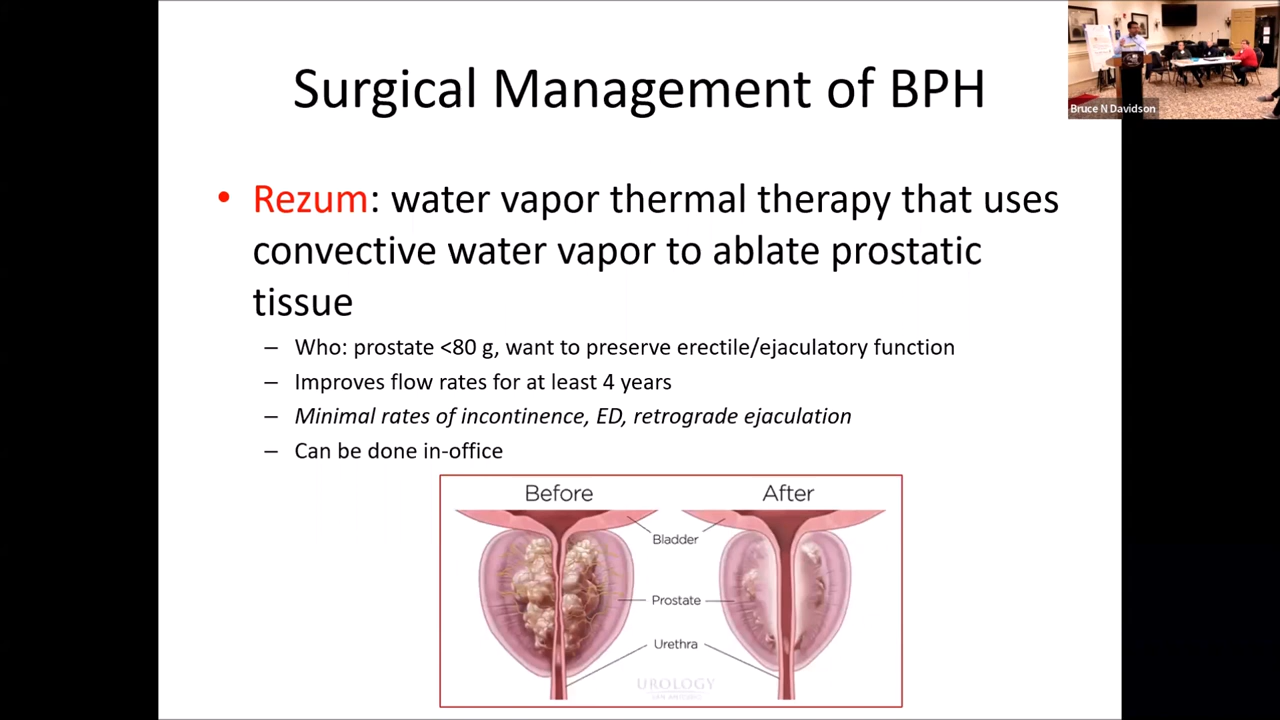 Surgical Management of BPH
Bruce N Davidson
• Rezum: water vapor thermal therapy that uses
convective water vapor to ablate prostatic
tissue
– Who: prostate <80 g, want to preserve erectile/ejaculatory function
– Improves flow rates for at least 4 years
– Minimal rates of incontinence, ED, retrograde ejaculation
– Can be done in-office
Before
After
Bladder
Prostate
Urethra
UROLOGY